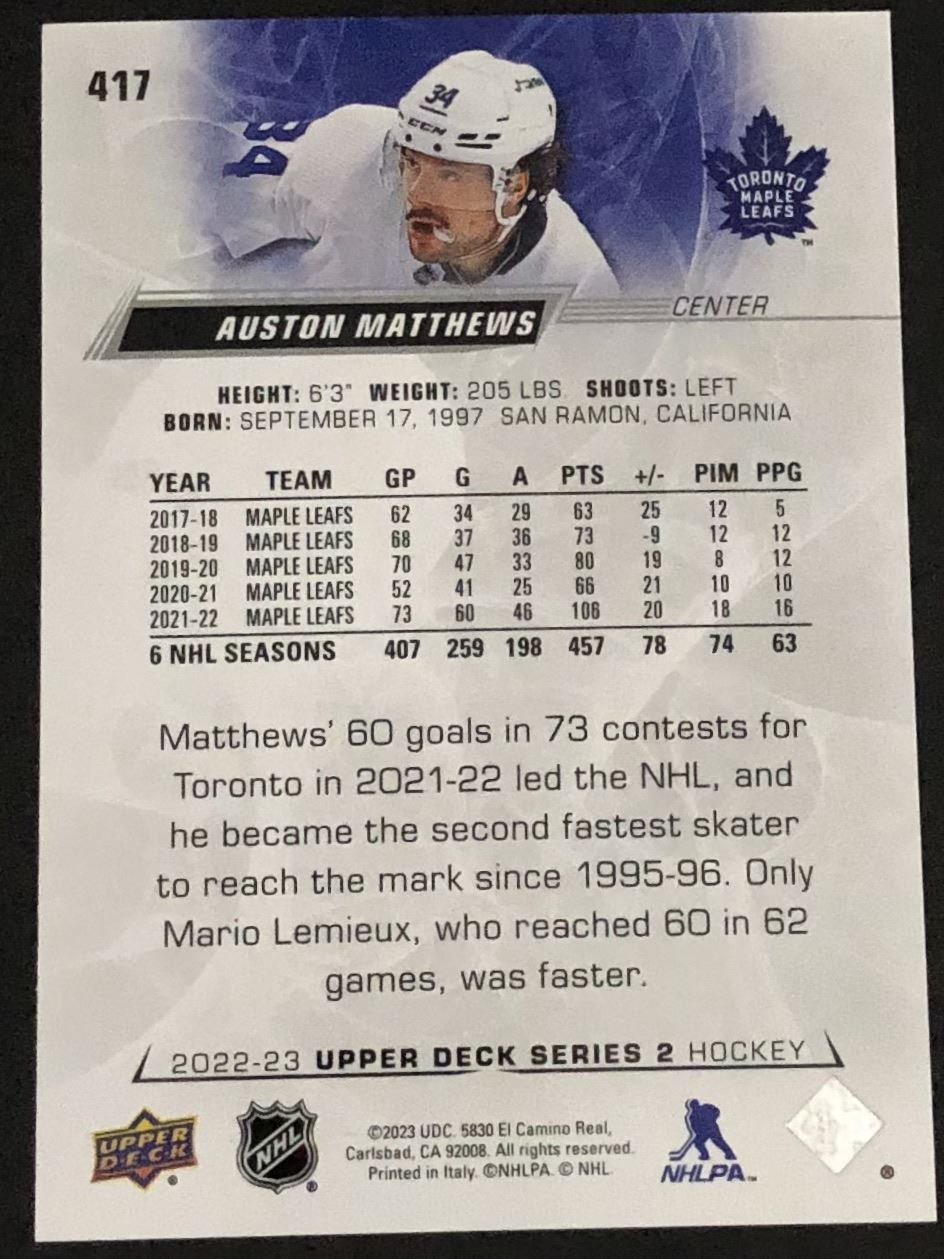 417
34
CCM
34
TORONTO
MAPLE
LEAFS
TM
CENTER
AUSTON MATTHEWS
HEIGHT: 6'3" WEIGHT: 205 LBS. SHOOTS: LEFT
BORN: SEPTEMBER 17, 1997 SAN RAMON, CALIFORNIA
YEAR TEAM GP G A PTS +/- PIM PPG
2017-18 MAPLE LEAFS 62 34 29 63 25 12 5
2018-19 MAPLE LEAFS 68 37 36 73 -9 12 12
2019-20 MAPLE LEAFS 70 47 33 80 19 8 12
2020-21 MAPLE LEAFS 52 41 25 66 21 10 10
2021-22 MAPLE LEAFS 73 60 46 106 20 18 16
6 NHL SEASONS 407 259 198 457 78 74 63
Matthews' 60 goals in 73 contests for
Toronto in 2021-22 led the NHL, and
he became the second fastest skater
to reach the mark since 1995-96. Only
Mario Lemieux, who reached 60 in 62
games, was faster.
2022-23 UPPER DECK SERIES 2 HOCKEY
UPPER
DECK
®
NHL
®
©2023 UDC. 5830 El Camino Real,
Carlsbad, CA 92008. All rights reserved.
Printed in Italy. ©NHLPA. © NHL.
NHLPA™
®